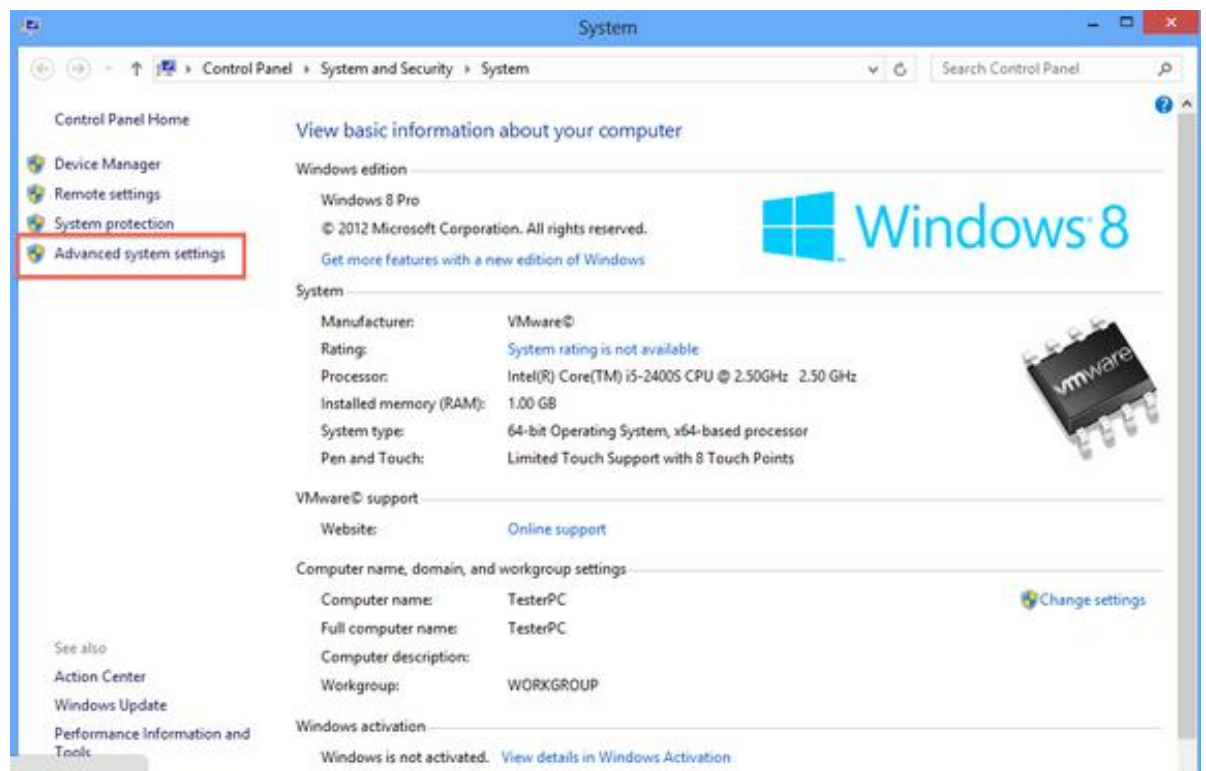 System
Control Panel System and Security System
Search Control Panel
Control Panel Home
Device Manager
Remote settings
System protection
Advanced system settings
See also
Action Center
Windows Update
Performance Information and
Tools
View basic information about your computer
Windows edition
Windows 8 Pro
© 2012 Microsoft Corporation. All rights reserved.
Get more features with a new edition of Windows
Windows 8
System
Manufacturer: VMware©
Rating: System rating is not available
Processor: Intel(R) Core(TM) i5-2400S CPU @ 2.50GHz 2.50 GHz
Installed memory (RAM): 1.00 GB
System type: 64-bit Operating System, x64-based processor
Pen and Touch: Limited Touch Support with 8 Touch Points
vmware
VMware© support
Website: Online support
Computer name, domain, and workgroup settings
Computer name: TesterPC
Change settings
Full computer name: TesterPC
Computer description:
Workgroup: WORKGROUP
Windows activation
Windows is not activated. View details in Windows Activation